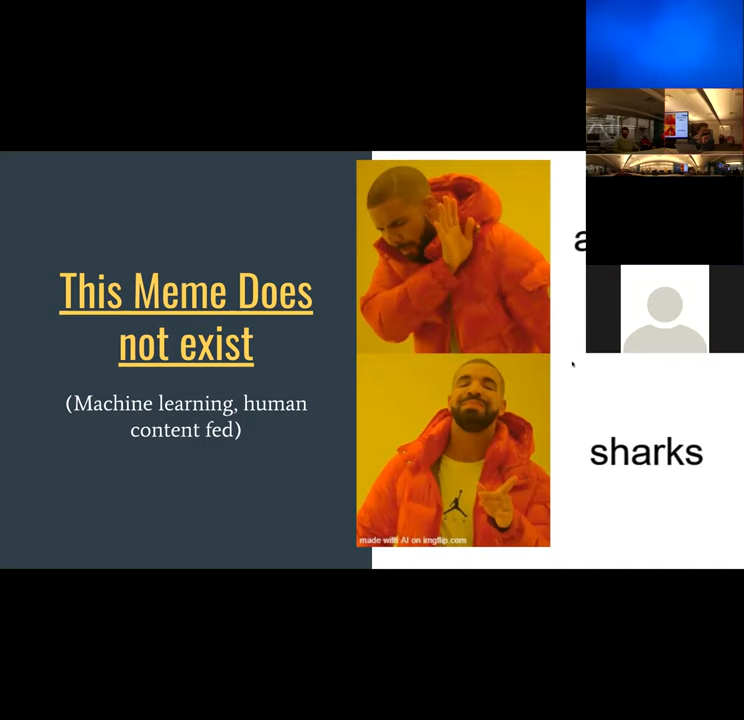 This Meme Does
not exist
(Machine learning, human
content fed)
a
sharks
made with AI on imgflip.com